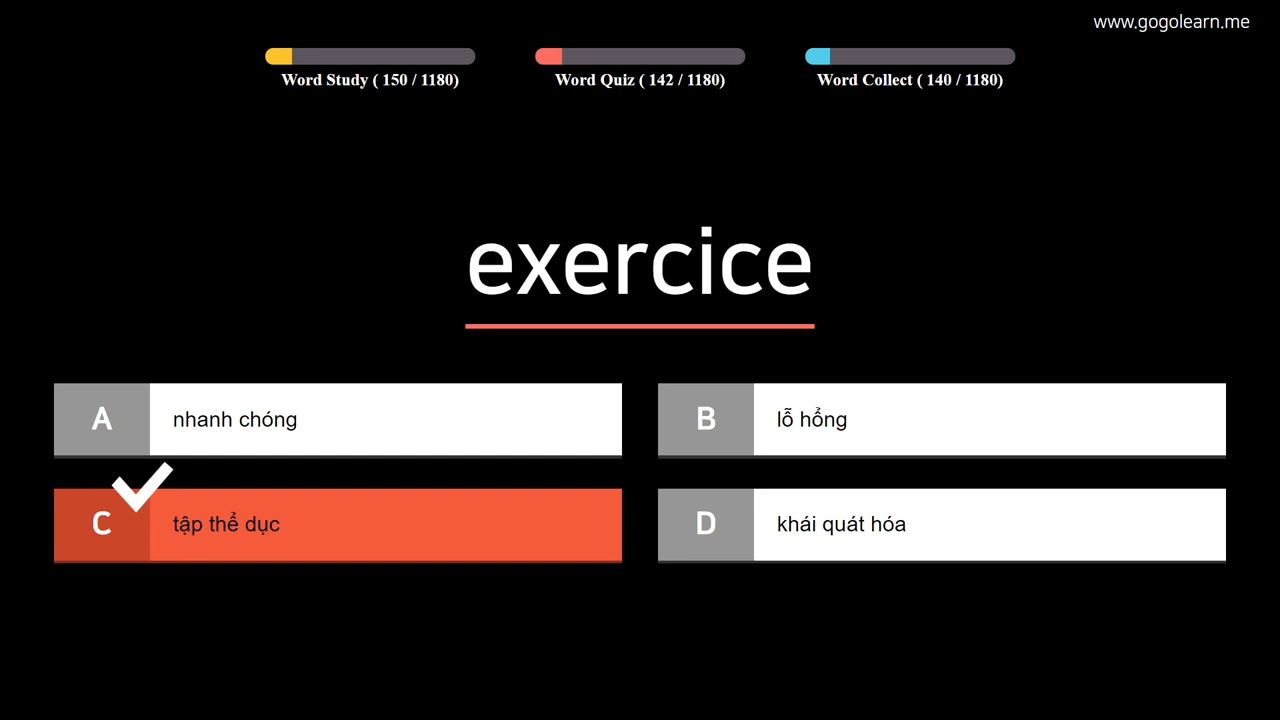 www.gogolearn.me
Word Study ( 150 / 1180)
Word Quiz ( 142 / 1180)
Word Collect ( 140 / 1180)
exercice
A nhanh chóng
B lỗ hổng
C tập thể dục
D khái quát hóa